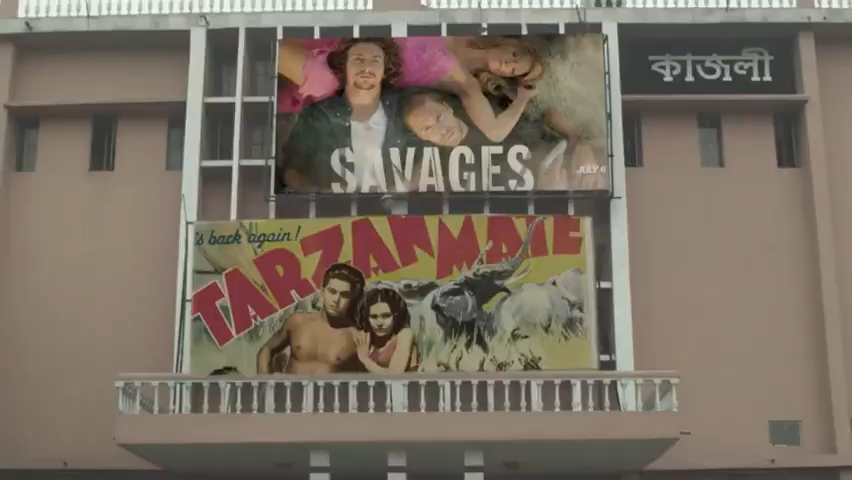 কাজলী
SAVAGES
JULY 6
's back again!
TARZAN MATE